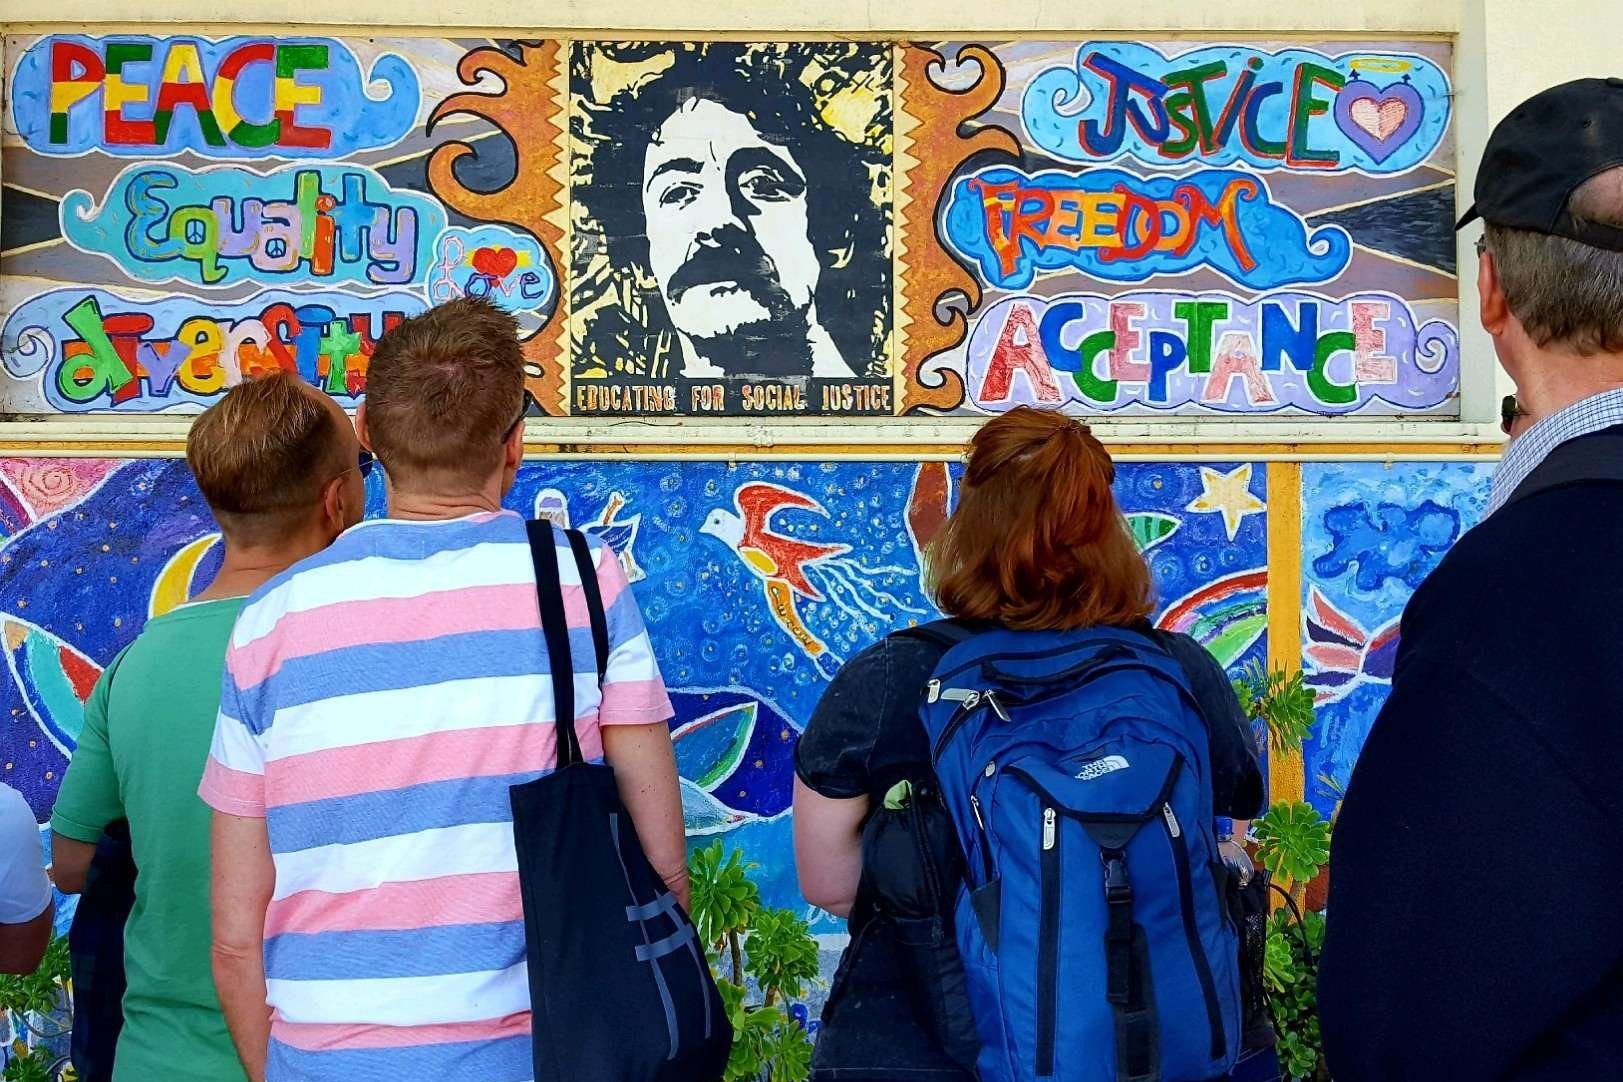 PEACE
Equality
Love
diversity
JUSTICE
FREEDOM
ACCEPTANCE
EDUCATING FOR SOCIAL JUSTICE
THE
NORTH
FACE